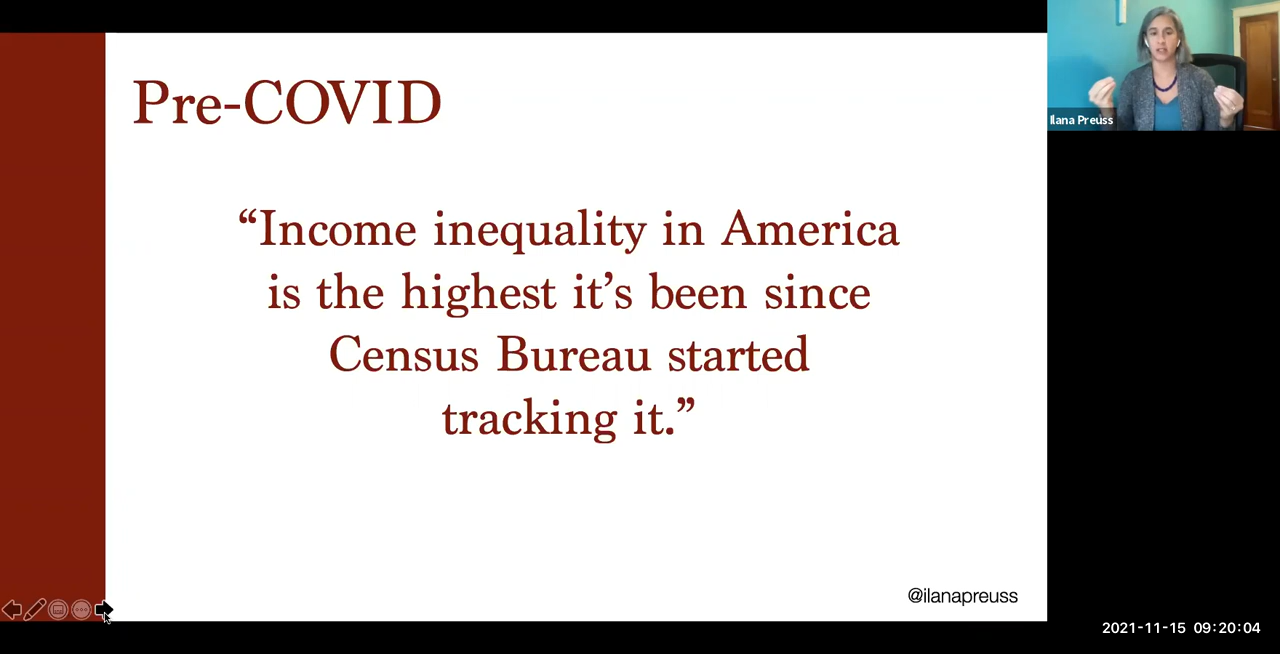 Pre-COVID
“Income inequality in America
is the highest it’s been since
Census Bureau started
tracking it.”
@ilanapreuss
Ilana Preuss
2021-11-15 09:20:04